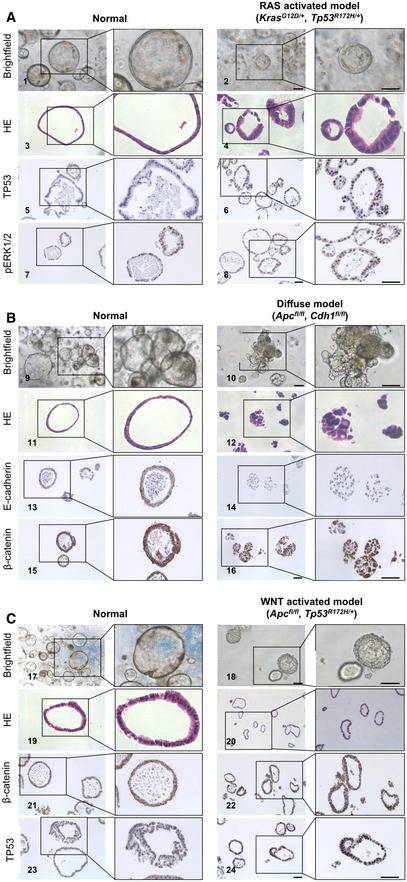 A
Normal
RAS activated model
(Kras^G12D/+, Tp53^R172H/+)
Brightfield
1
2
HE
3
4
TP53
5
6
pERK1/2
7
8
B
Normal
Diffuse model
(Apc^fl/fl, Cdh1^fl/fl)
Brightfield
9
10
HE
11
12
E-cadherin
13
14
β-catenin
15
16
C
Normal
WNT activated model
(Apc^fl/fl, Tp53^R172H/+)
Brightfield
17
18
HE
19
20
β-catenin
21
22
TP53
23
24